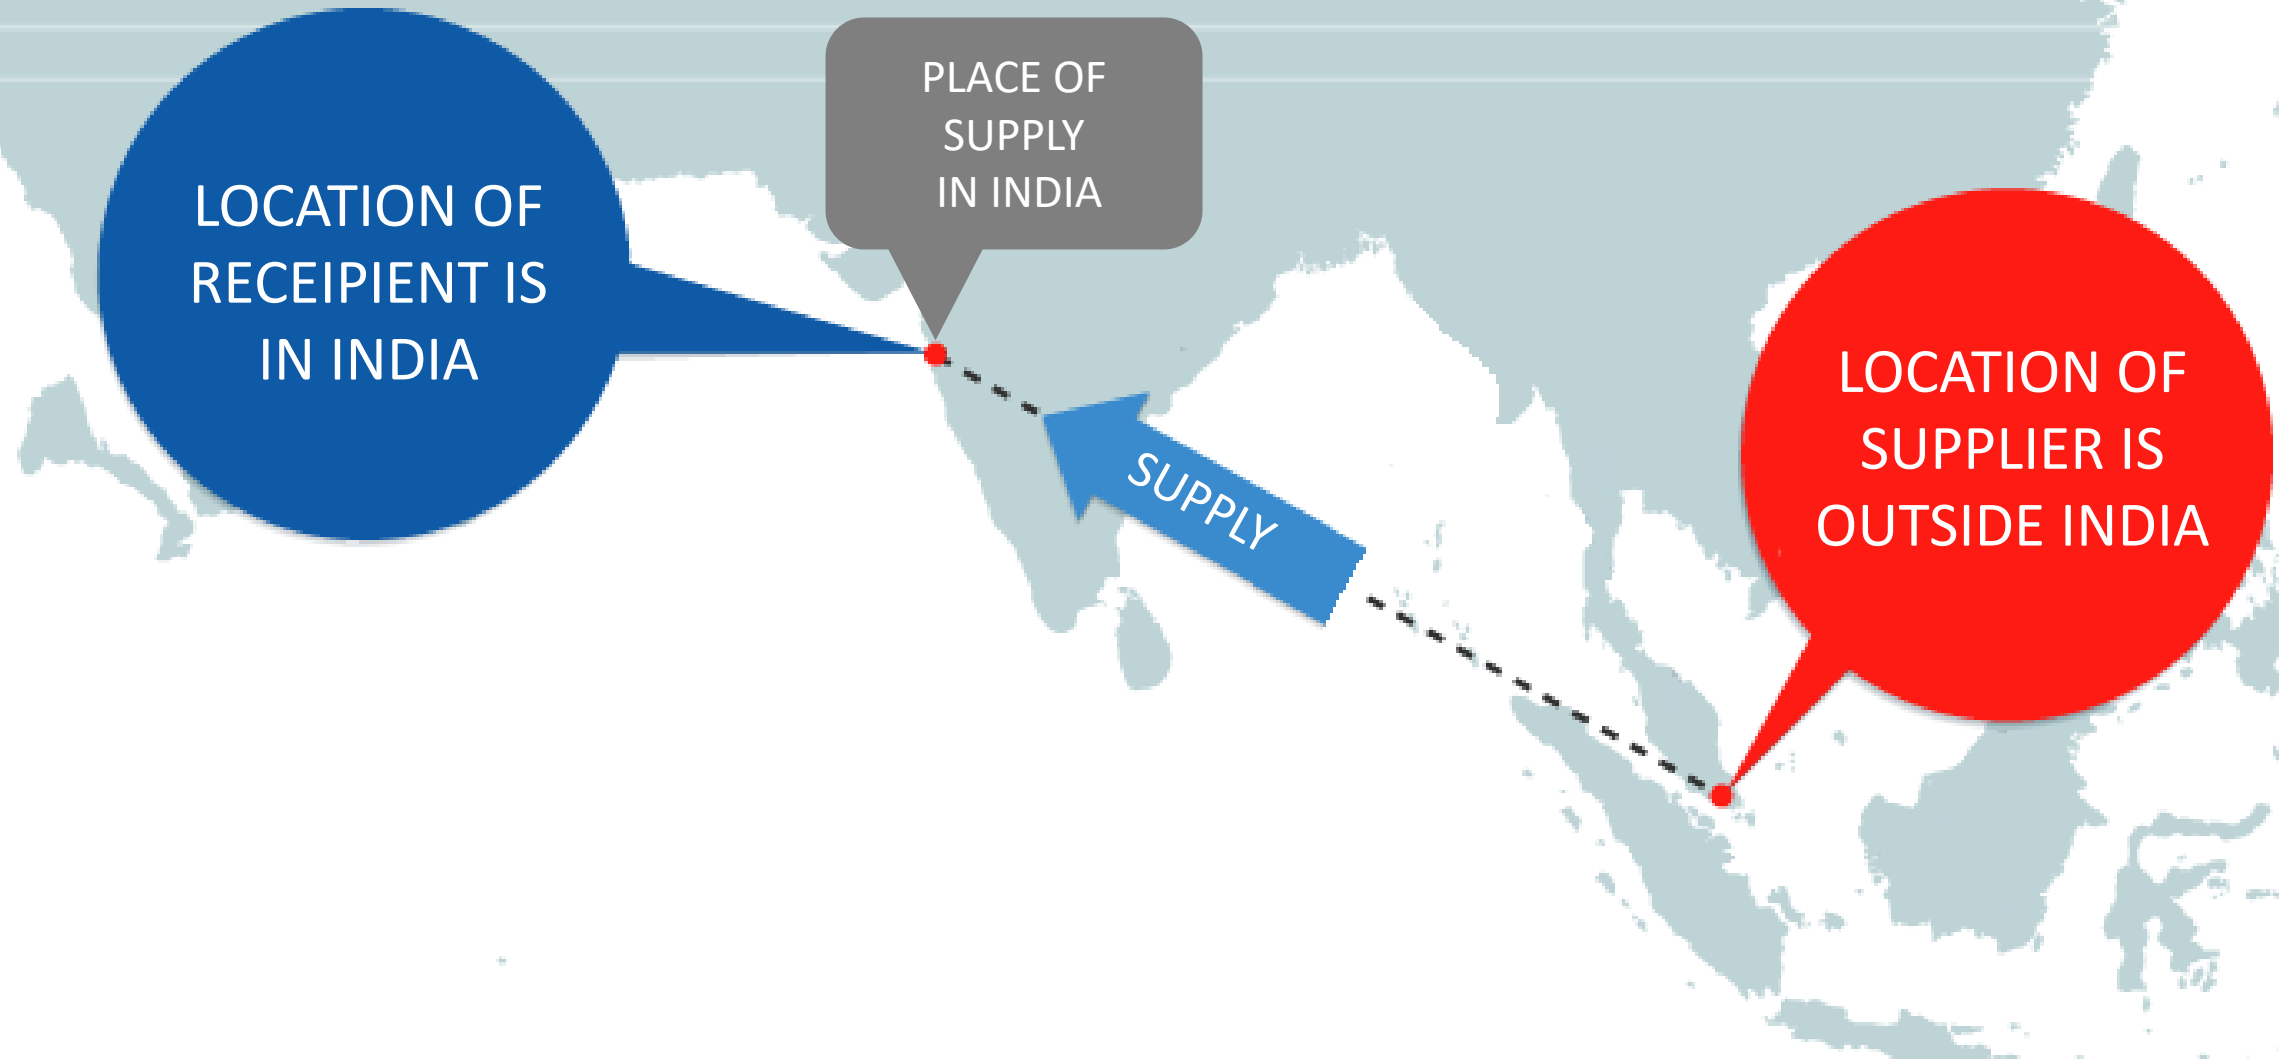 LOCATION OF
RECEIPIENT IS
IN INDIA
PLACE OF
SUPPLY
IN INDIA
SUPPLY
LOCATION OF
SUPPLIER IS
OUTSIDE INDIA